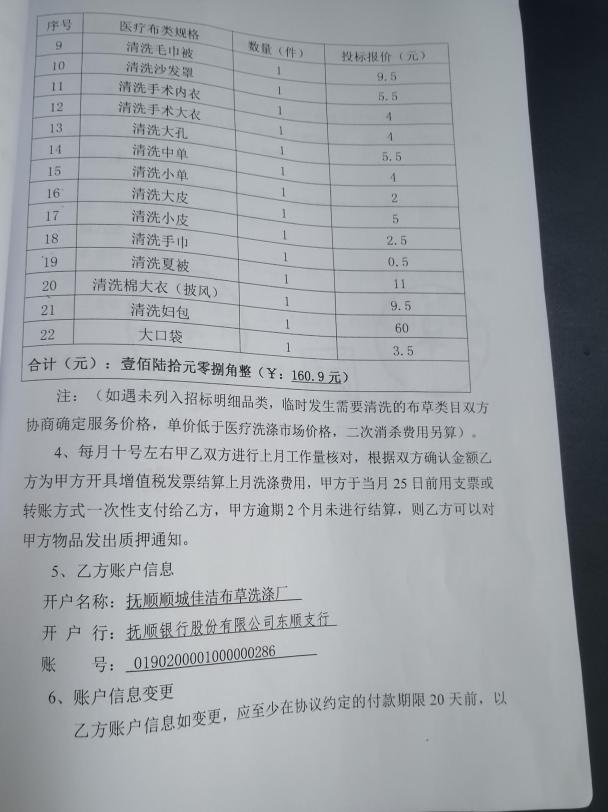 序号 医疗布类规格 数量（件） 投标报价（元）
9 清洗毛巾被 1 9.5
10 清洗沙发罩 1 5.5
11 清洗手术内衣 1 4
12 清洗手术大衣 1 4
13 清洗大孔 1 5.5
14 清洗中单 1 4
15 清洗小单 1 2
16 清洗大皮 1 5
17 清洗小皮 1 2.5
18 清洗手巾 1 0.5
19 清洗夏被 1 11
20 清洗棉大衣（披风） 1 9.5
21 清洗妇包 1 60
22 大口袋 1 3.5
合计（元）：壹佰陆拾元零捌角整（￥：160.9 元）
注：（如遇未列入招标明细品类，临时发生需要清洗的布草类目双方
协商确定服务价格，单价低于医疗洗涤市场价格，二次消杀费用另算）。
4、每月十号左右甲乙双方进行上月工作量核对，根据双方确认金额乙
方为甲方开具增值税发票结算上月洗涤费用，甲方于当月 25 日前用支票或
转账方式一次性支付给乙方，甲方逾期 2 个月未进行结算，则乙方可以对
甲方物品发出质押通知。
5、乙方账户信息
开户名称：抚顺顺城佳洁布草洗涤厂
开 户 行：抚顺银行股份有限公司东顺支行
账 号：0190200001000000286
6、账户信息变更
乙方账户信息如变更，应至少在协议约定的付款期限 20 天前，以